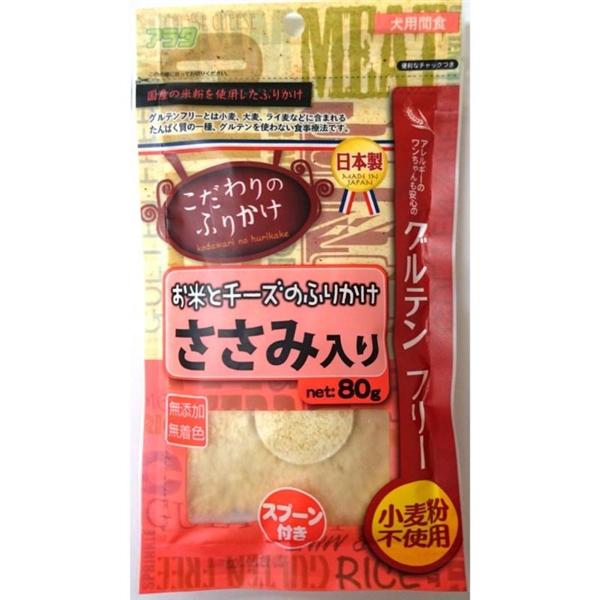 アラタ
犬用間食
便利なチャックつき
MEAT
国産の米粉を使用したふりかけ
グルテンフリーとは小麦、大麦、ライ麦などに含まれる
たんぱく質の一種、グルテンを使わない食事療法です。
日本製
MADE IN
JAPAN
アレルギーの
ワンちゃんも安心の
グルテン フリー
こだわりの
ふりかけ
kodawari no hurikake
お米とチーズのふりかけ
ささみ入り
net: 80g
無添加
無着色
スプーン
付き
小麦粉
不使用
GULTEN FREE
RICE